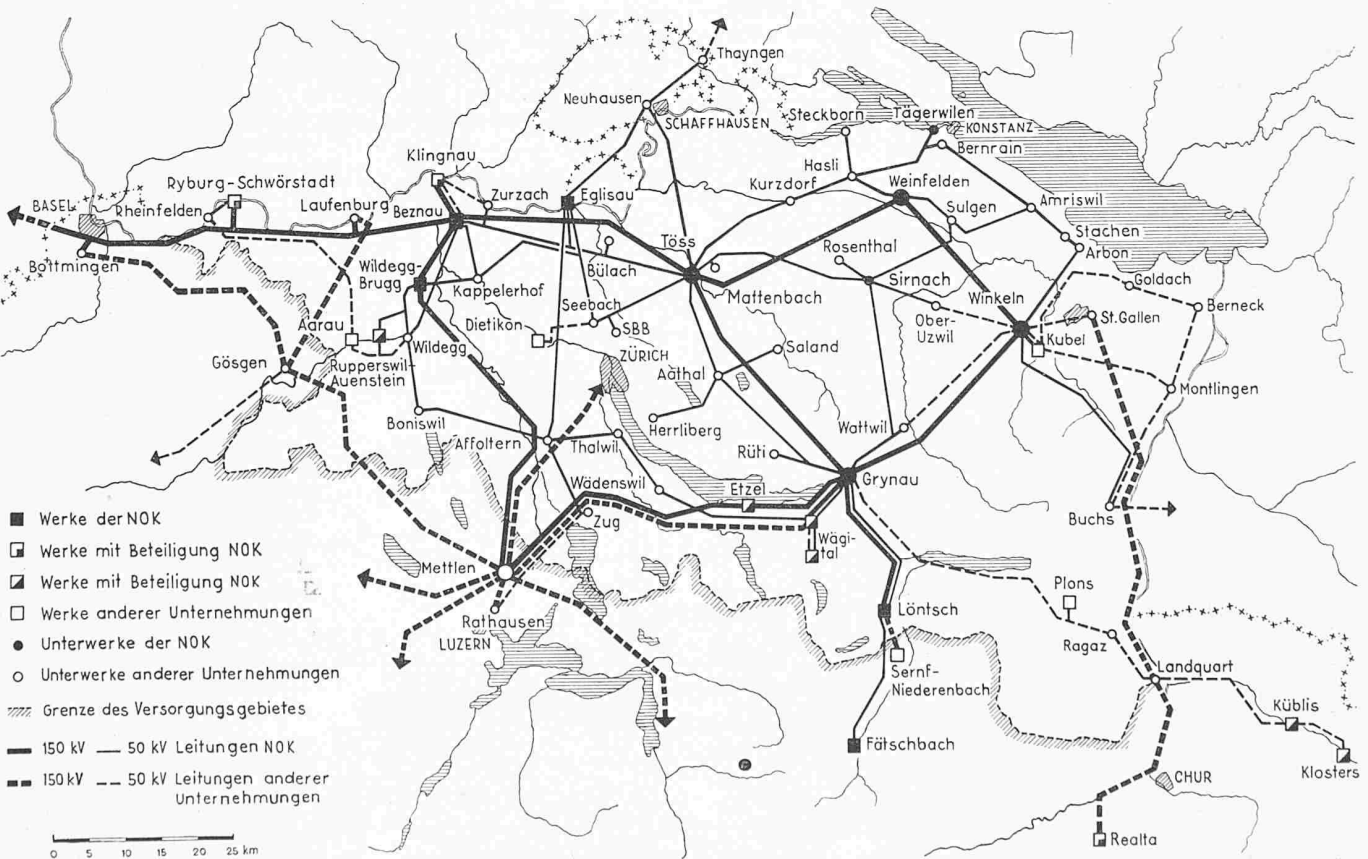 Thayngen
Neuhausen
SCHAFFHAUSEN
Steckborn
Tägerwilen
KONSTANZ
Bernrain
Klingnau
Hasli
Ryburg-Schwörstadt
Zurzach
Eglisau
Kurzdorf
Weinfelden
BASEL
Rheinfelden
Laufenburg
Beznau
Sulgen
Amriswil
Stachen
Arbon
Bottmingen
Töss
Rosenthal
Wildegg-
Brugg
Bülach
Kappelerhof
Mattenbach
Sirnach
Goldach
Winkeln
Berneck
Seebach
Dietikon
SBB
Ober-
Uzwil
St. Gallen
Kubel
Aarau
Wildegg
Rupperswil-
Auenstein
ZÜRICH
Saland
Gösgen
Aäthal
Montlingen
Boniswil
Herrliberg
Wattwil
Affoltern
Thalwil
Rüti
Grynau
Wädenswil
Etzel
Zug
Wägi-
tal
Buchs
Mettlen
Plons
Löntsch
Rathausen
LUZERN
Ragaz
Sernf-
Niederenbach
Landquart
Küblis
Fätschbach
Klosters
CHUR
Realta
Werke der NOK
Werke mit Beteiligung NOK
Werke mit Beteiligung NOK
Werke anderer Unternehmungen
Unterwerke der NOK
Unterwerke anderer Unternehmungen
Grenze des Versorgungsgebietes
150 kV 50 kV Leitungen NOK
150 kV 50 kV Leitungen anderer
Unternehmungen
0 5 10 15 20 25 km